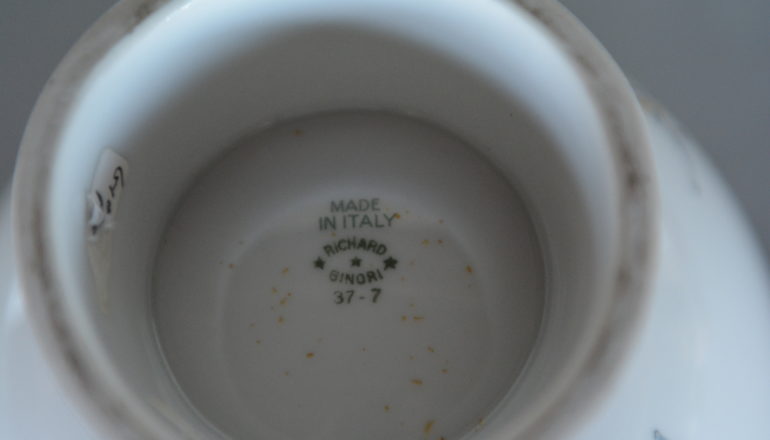 MADE
IN ITALY
RICHARD
GINORI
37-7